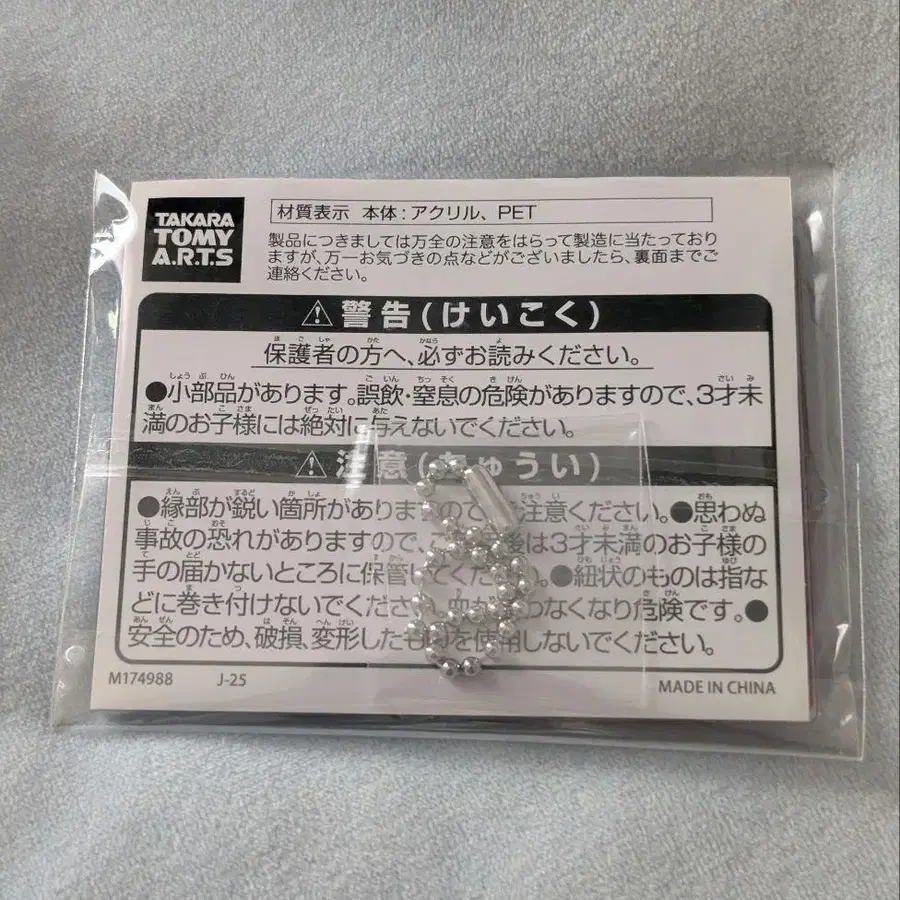 TAKARA
TOMY
A.R.T.S
材質表示 本体:アクリル、PET
製品につきましては万全の注意をはらって製造に当たっており
ますが、万一お気づきの点などがございましたら、裏面までご
連絡ください。
⚠警告(けいこく)
保護者の方へ、必ずお読みください。
●小部品があります。誤飲・窒息の危険がありますので、3才未
満のお子様には絶対に与えないでください。
⚠注意(ちゅうい)
●縁部が鋭い箇所がありますので 注意ください。●思わぬ
事故の恐れがありますので、ご 後は3才未満のお子様の
手の届かないところに保管してください。●紐状のものは指な
どに巻き付けないでください。血が わなくなり危険です。●
安全のため、破損、変形したものを使用しないでください。
M174988 J-25
MADE IN CHINA